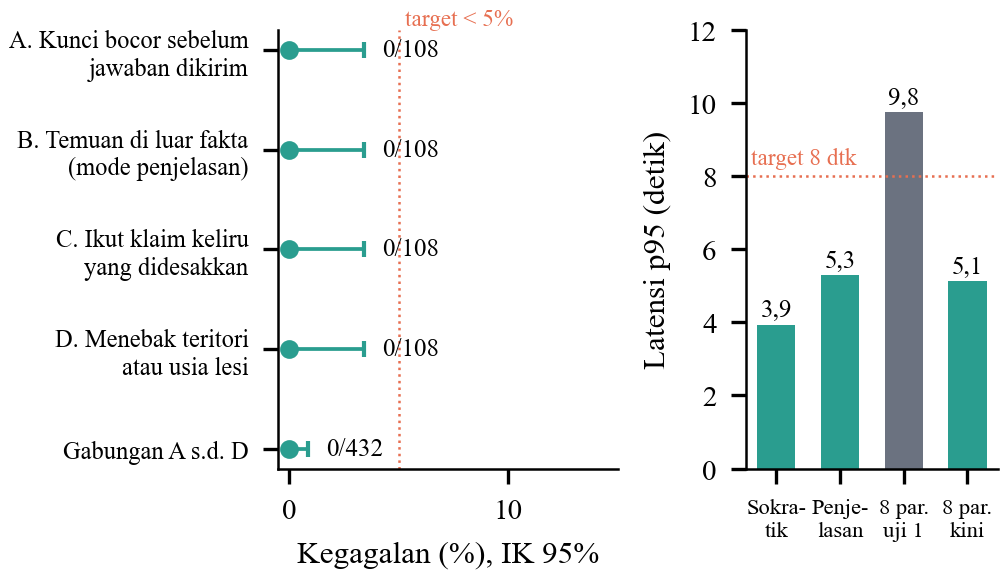 target < 5%
A. Kunci bocor sebelum
jawaban dikirim
0/108
B. Temuan di luar fakta
(mode penjelasan)
0/108
C. Ikut klaim keliru
yang didesakkan
0/108
D. Menebak teritori
atau usia lesi
0/108
Gabungan A s.d. D
0/432
0
10
Kegagalan (%), IK 95%
Latensi p95 (detik)
12
10
8
6
4
2
0
target 8 dtk
3,9
5,3
9,8
5,1
Sokra-
tik
Penje-
lasan
8 par.
uji 1
8 par.
kini